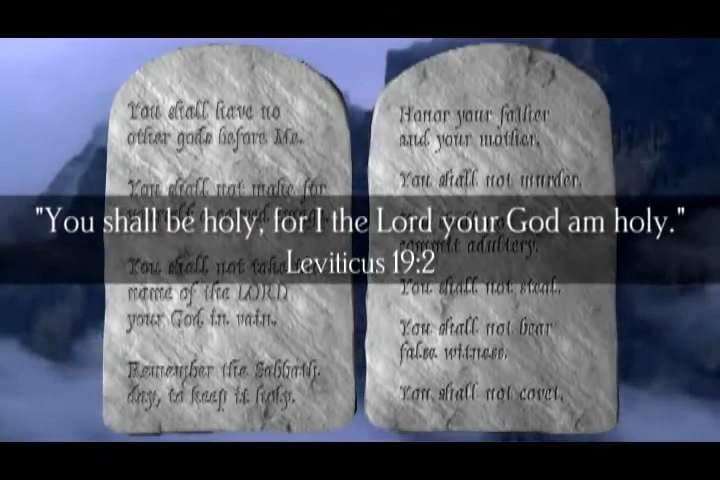 You shall have no
other gods before Me.
You shall not make for
You shall not take
name of the LORD
your God in vain.
Remember the Sabbath
day, to keep it holy.
Honor your father
and your mother.
You shall not murder.
commit adultery.
You shall not steal.
You shall not bear
false witness.
You shall not covet.
"You shall be holy, for I the Lord your God am holy."
Leviticus 19:2